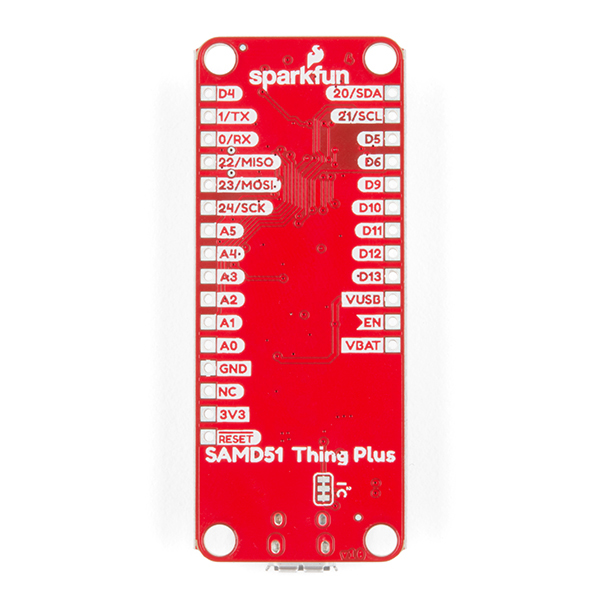 sparkfun
D4
1/TX
0/RX
22/MISO
23/MOSI
24/SCK
A5
A4
A3
A2
A1
A0
GND
NC
3V3
RESET
20/SDA
21/SCL
D5
D6
D9
D10
D11
D12
D13
VUSB
EN
VBAT
SAMD51 Thing Plus
I²C